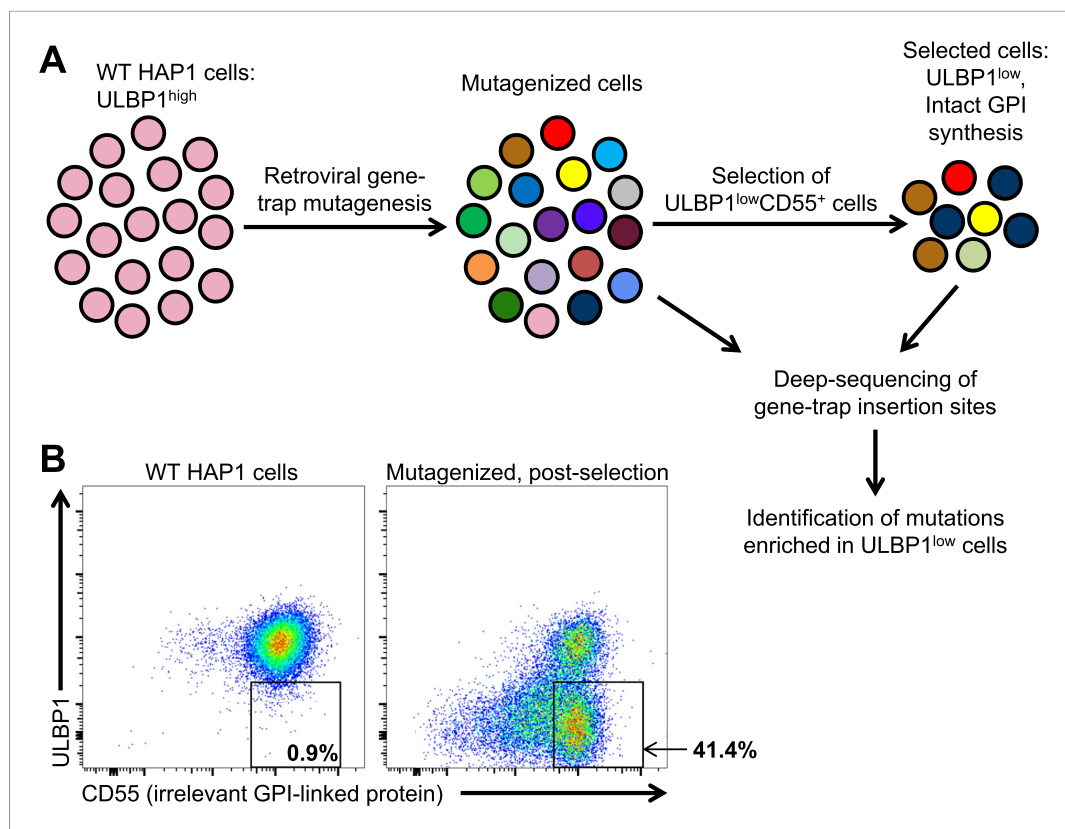 A
WT HAP1 cells:
ULBP1high
Mutagenized cells
Selected cells:
ULBP1low,
Intact GPI
synthesis
Retroviral gene-
trap mutagenesis
Selection of
ULBP1lowCD55+ cells
Deep-sequencing of
gene-trap insertion sites
Identification of mutations
enriched in ULBP1low cells
B
WT HAP1 cells
Mutagenized, post-selection
ULBP1
0.9%
41.4%
CD55 (irrelevant GPI-linked protein)